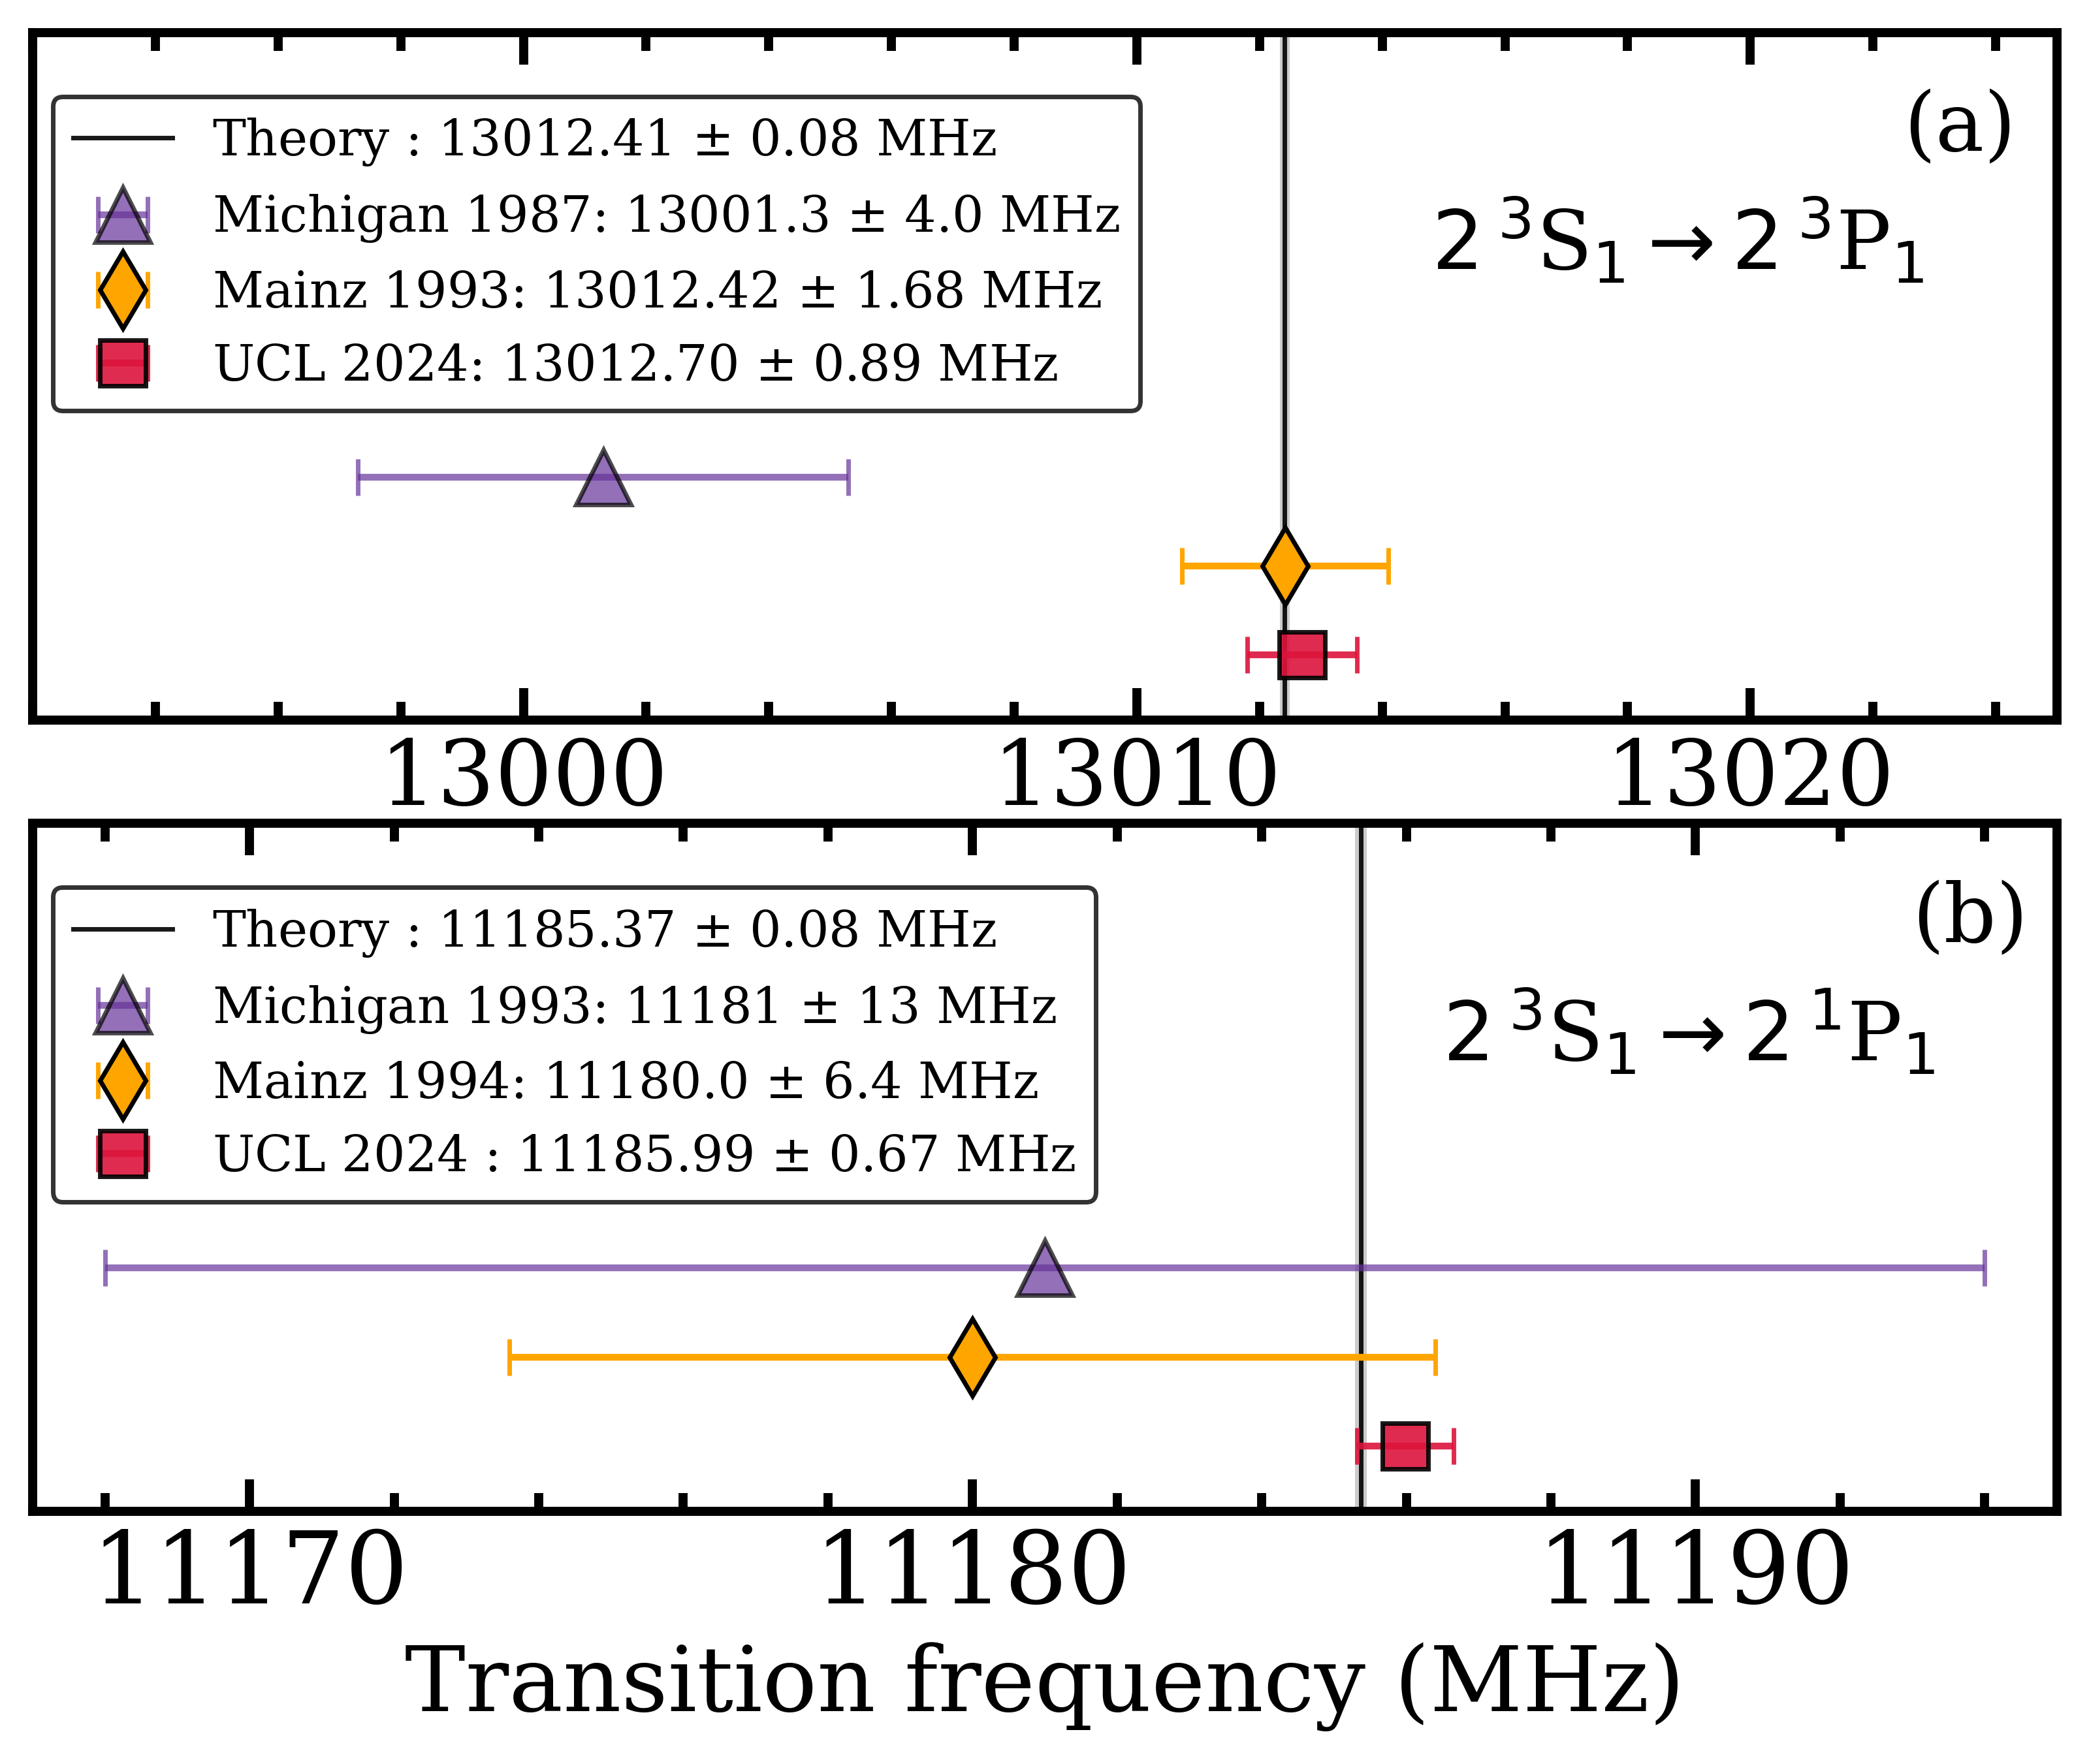 (a)
Theory : 13012.41 ± 0.08 MHz
Michigan 1987: 13001.3 ± 4.0 MHz
Mainz 1993: 13012.42 ± 1.68 MHz
UCL 2024: 13012.70 ± 0.89 MHz
2 ³S₁ → 2 ³P₁
13000 13010 13020
(b)
Theory : 11185.37 ± 0.08 MHz
Michigan 1993: 11181 ± 13 MHz
Mainz 1994: 11180.0 ± 6.4 MHz
UCL 2024 : 11185.99 ± 0.67 MHz
2 ³S₁ → 2 ¹P₁
11170 11180 11190
Transition frequency (MHz)